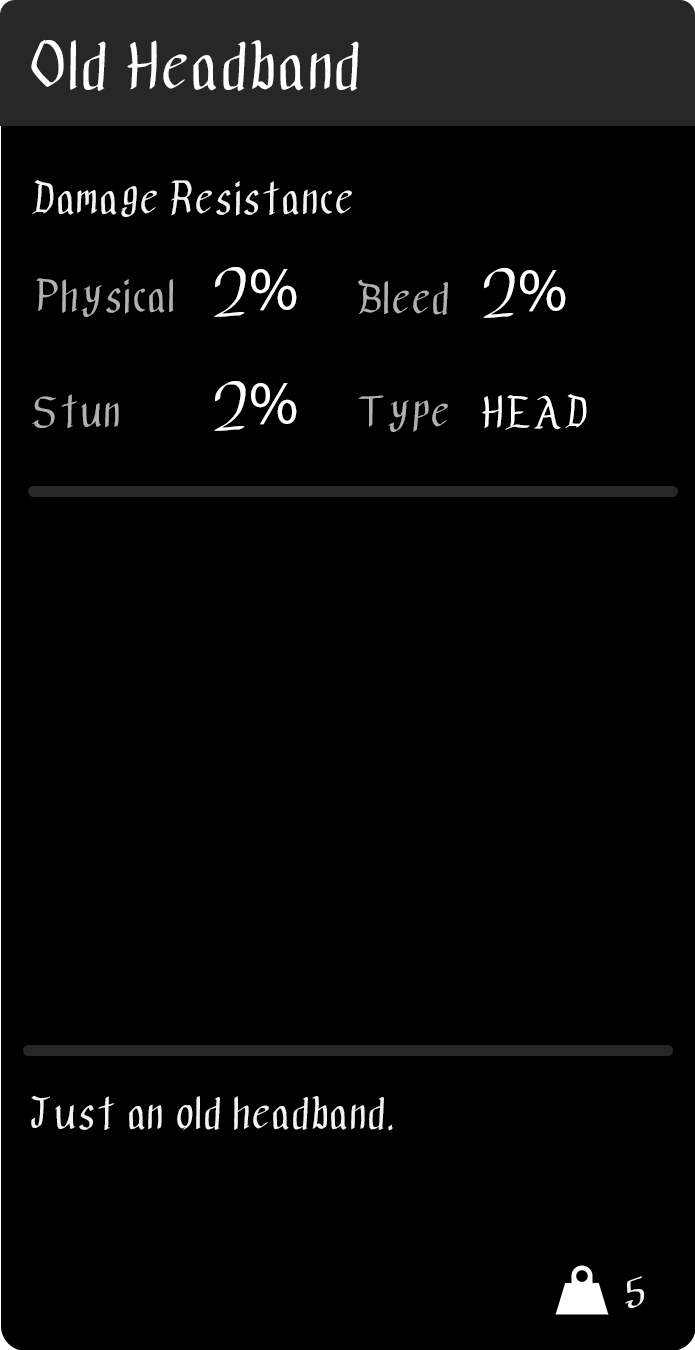 Old Headband
Damage Resistance
Physical 2% Bleed 2%
Stun 2% Type HEAD
Just an old headband.
5